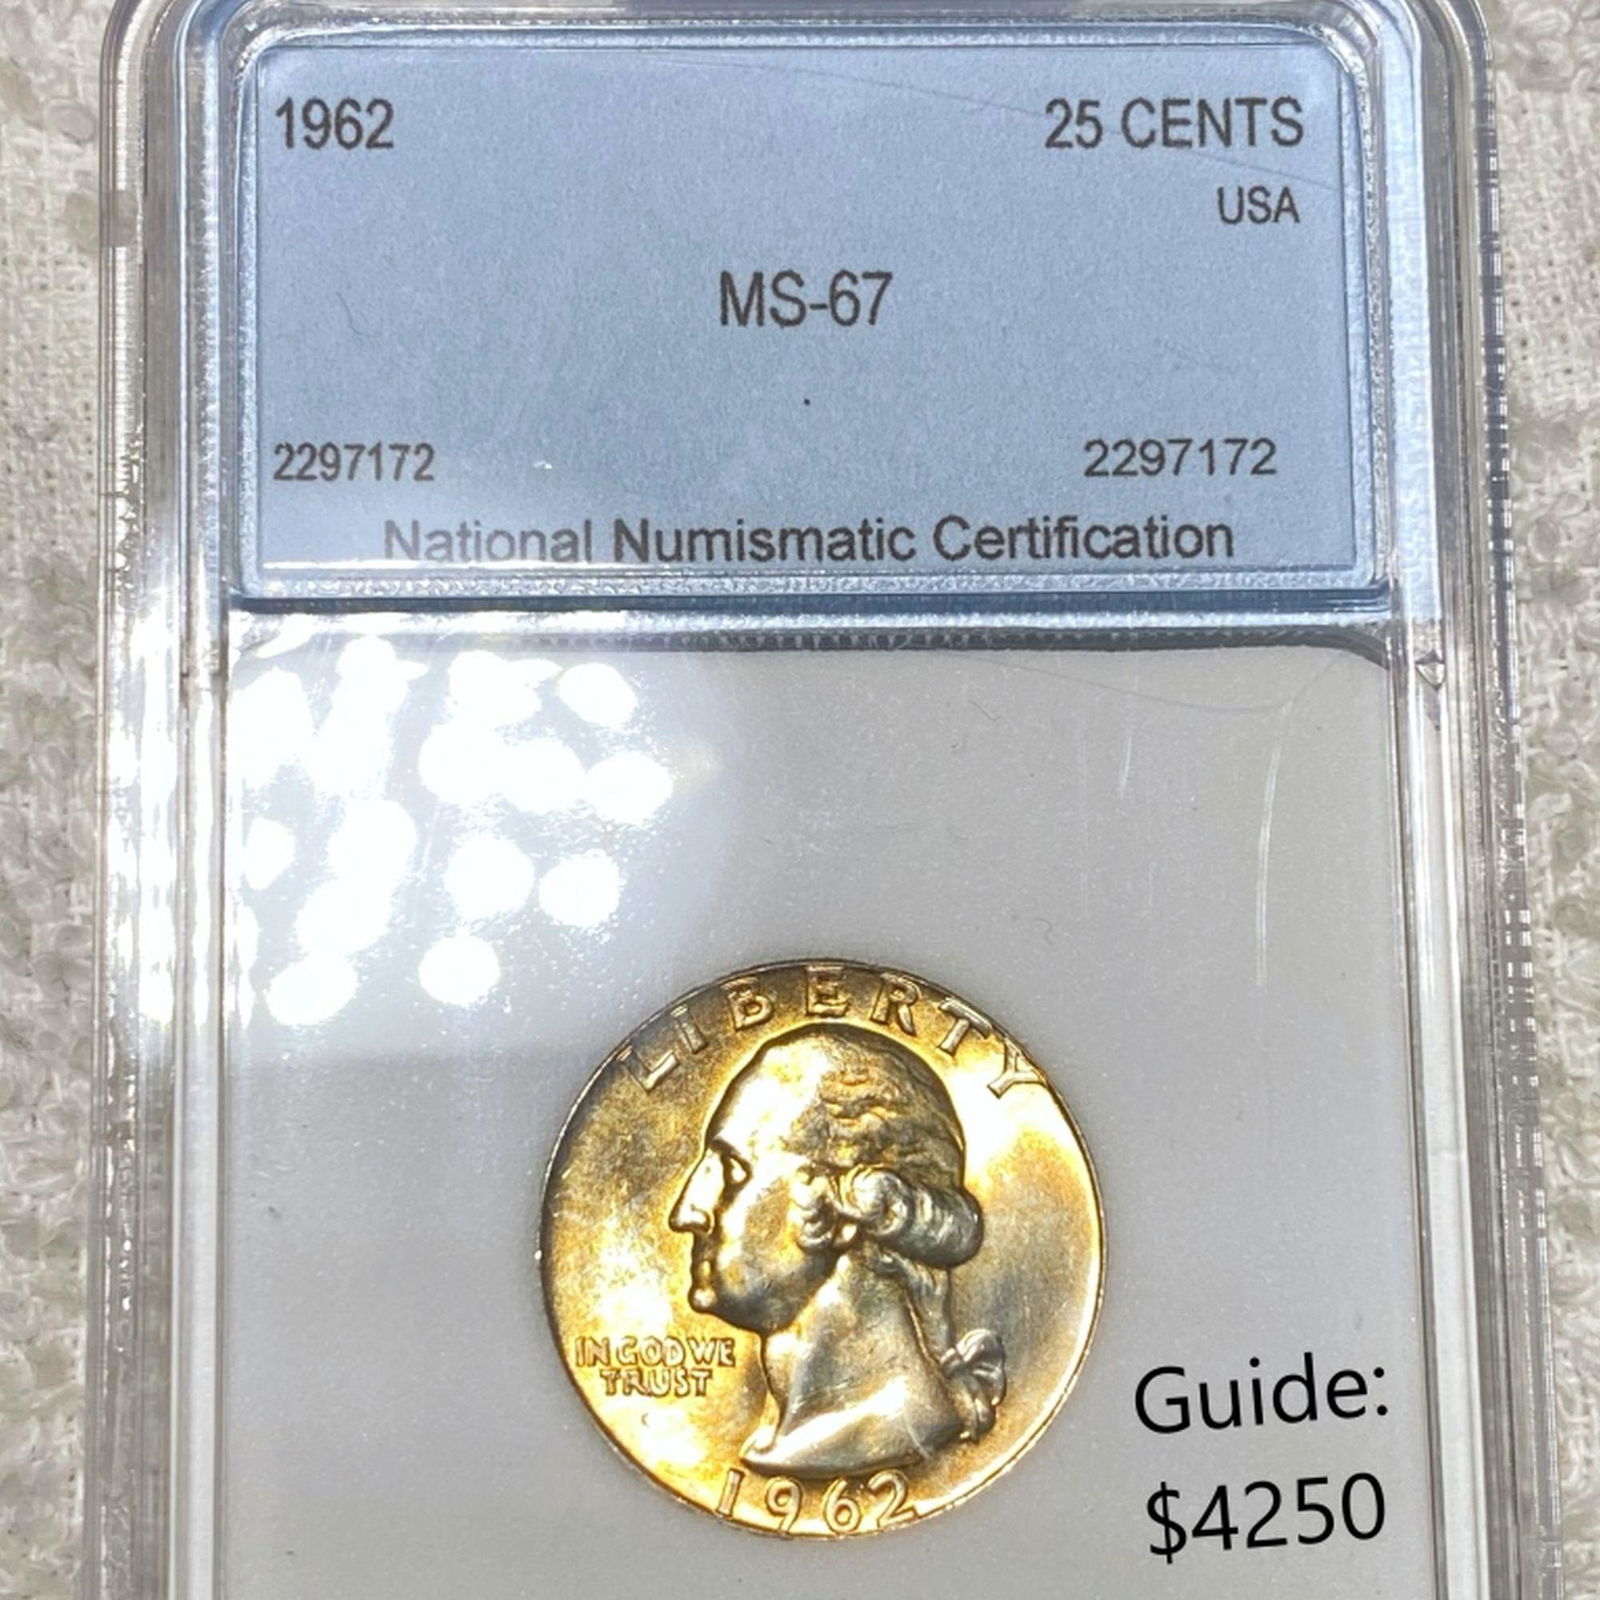 1962 25 CENTS
USA
MS-67
2297172 2297172
National Numismatic Certification
LIBERTY
IN GOD WE
TRUST
1962
Guide:
$4250